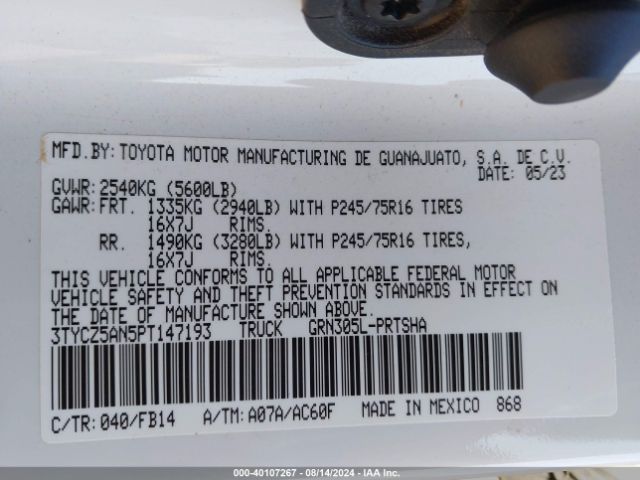 MFD.BY: TOYOTA MOTOR MANUFACTURING DE GUANAJUATO, S.A. DE C.V.
DATE: 05/23
GVWR: 2540KG (5600LB)
GAWR: FRT. 1335KG (2940LB) WITH P245/75R16 TIRES
16X7J RIMS.
RR. 1490KG (3280LB) WITH P245/75R16 TIRES,
16X7J RIMS.
THIS VEHICLE CONFORMS TO ALL APPLICABLE FEDERAL MOTOR
VEHICLE SAFETY AND THEFT PREVENTION STANDARDS IN EFFECT ON
THE DATE OF MANUFACTURE SHOWN ABOVE.
3TYCZ5AN5PT147193 TRUCK GRN305L-PRTSHA
C/TR: 040/FB14 A/TM: A07A/AC60F MADE IN MEXICO 868
000-40107267 - 08/14/2024 - IAA Inc.